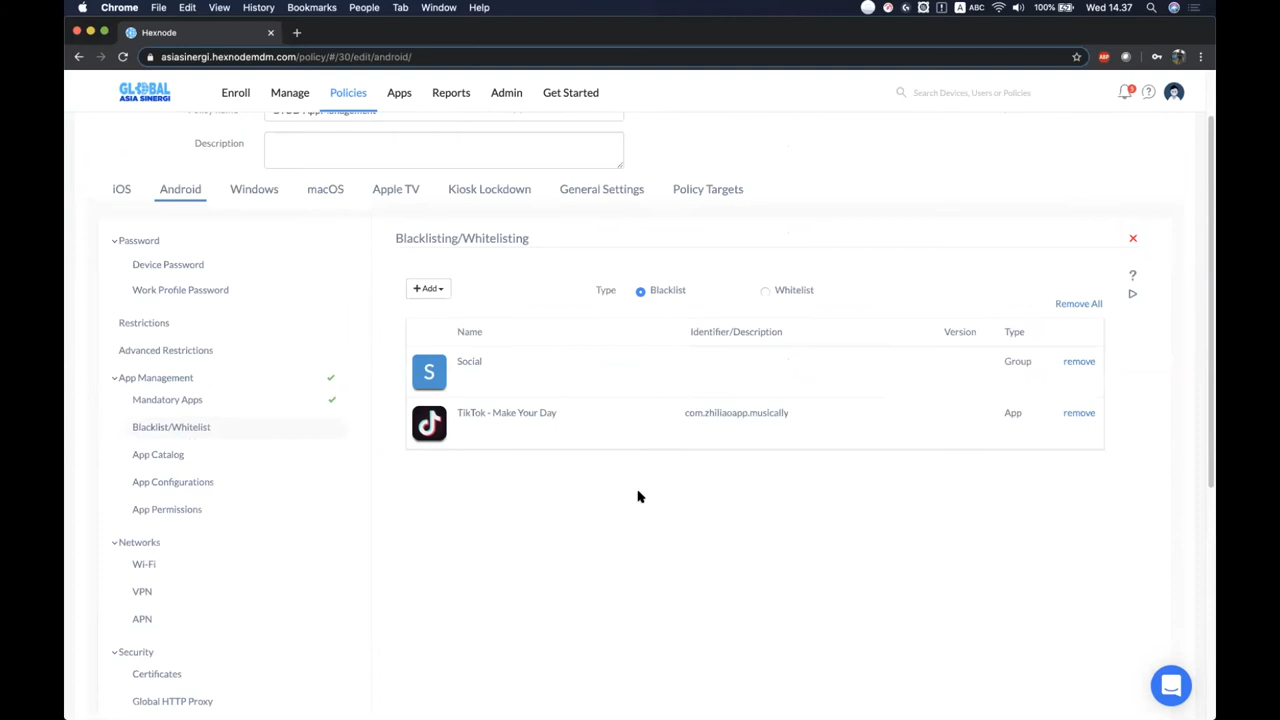 Chrome File Edit View History Bookmarks People Tab Window Help
A ABC 100% Wed 14.37
Hexnode
asiasinergi.hexnodemdm.com/policy/#/30/edit/android/
ABP
GLOBAL
ASIA SINERGI
Enroll Manage Policies Apps Reports Admin Get Started
Search Devices, Users or Policies
5
Description
iOS Android Windows macOS Apple TV Kiosk Lockdown General Settings Policy Targets
Password
Device Password
Work Profile Password
Restrictions
Advanced Restrictions
App Management
Mandatory Apps
Blacklist/Whitelist
App Catalog
App Configurations
App Permissions
Networks
Wi-Fi
VPN
APN
Security
Certificates
Global HTTP Proxy
Blacklisting/Whitelisting
+ Add
Type Blacklist Whitelist
?
Remove All
Name Identifier/Description Version Type
S Social Group remove
TikTok - Make Your Day com.zhiliaoapp.musically App remove